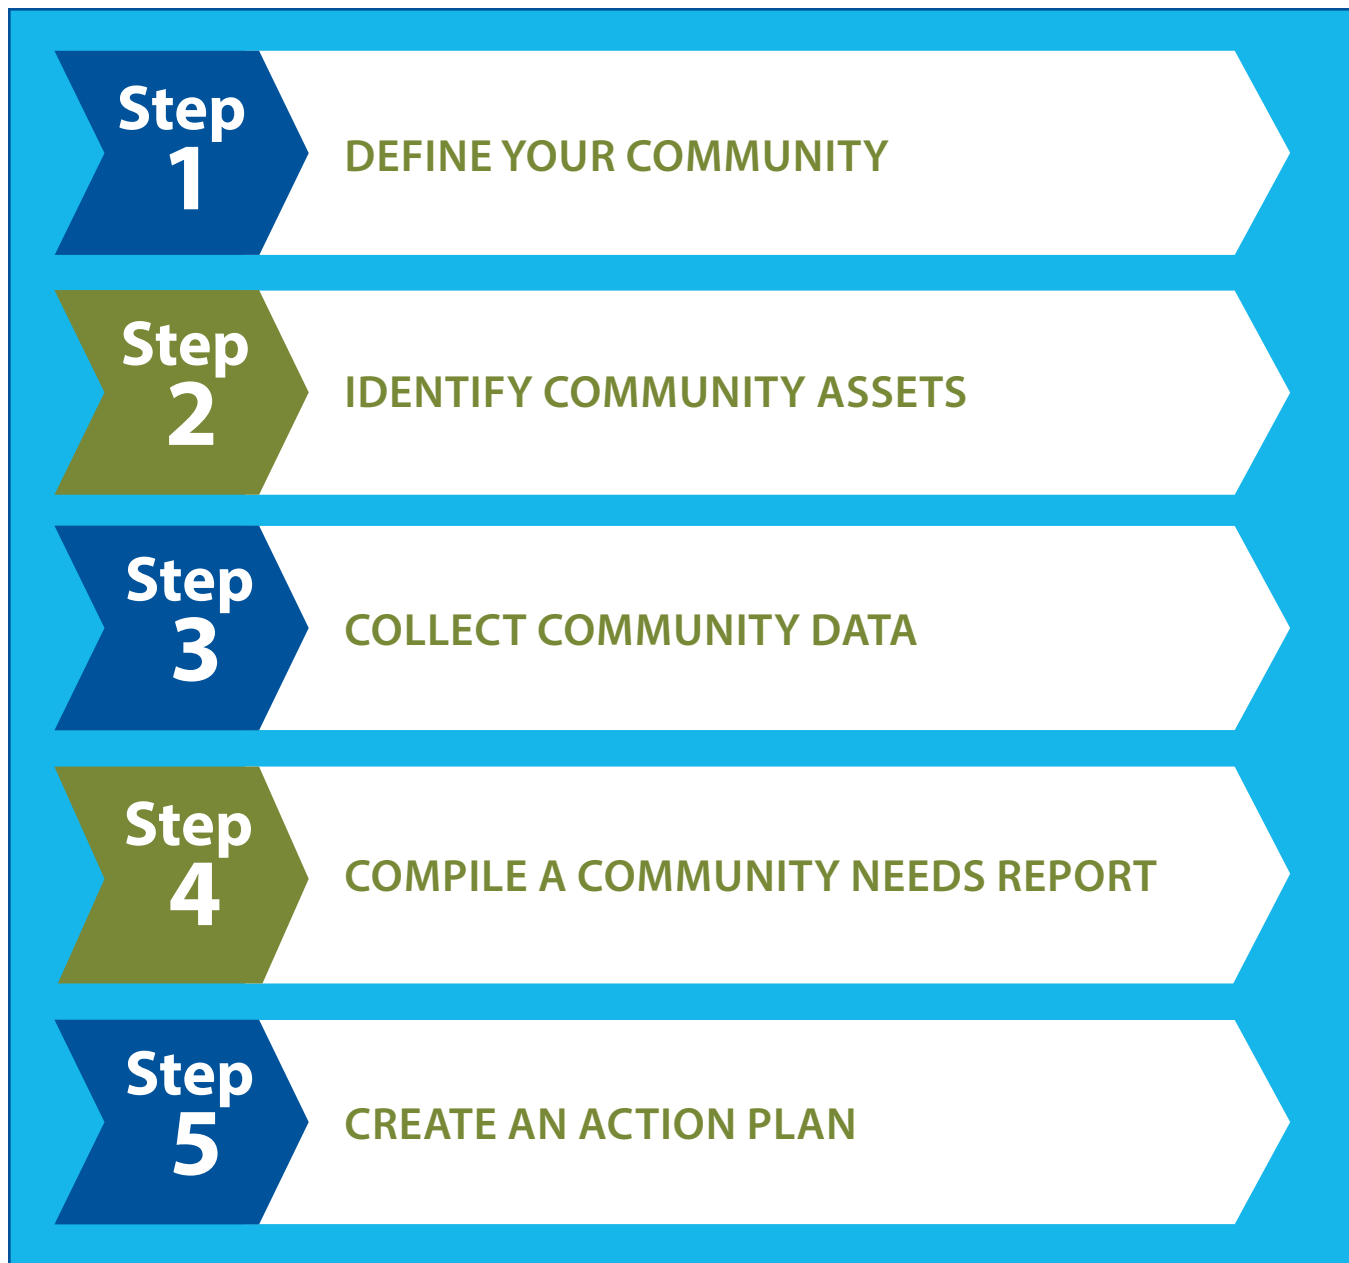 Step
1
DEFINE YOUR COMMUNITY
Step
2
IDENTIFY COMMUNITY ASSETS
Step
3
COLLECT COMMUNITY DATA
Step
4
COMPILE A COMMUNITY NEEDS REPORT
Step
5
CREATE AN ACTION PLAN